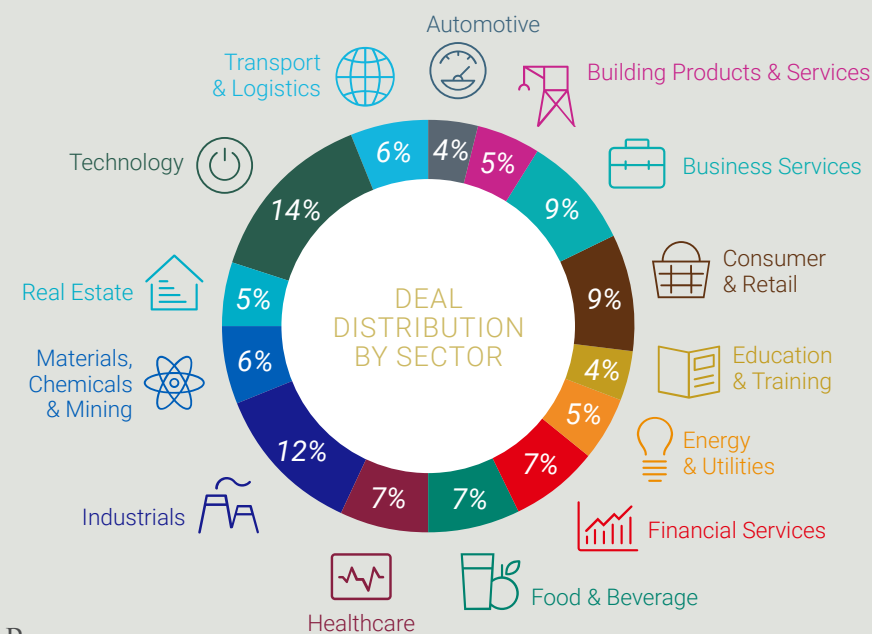 Automotive
4%
Building Products & Services
5%
Business Services
9%
Consumer
& Retail
9%
Education
& Training
4%
Energy
& Utilities
5%
Financial Services
7%
Food & Beverage
7%
Healthcare
7%
Industrials
12%
Materials,
Chemicals
& Mining
6%
Real Estate
5%
Technology
14%
Transport
& Logistics
6%
DEAL
DISTRIBUTION
BY SECTOR